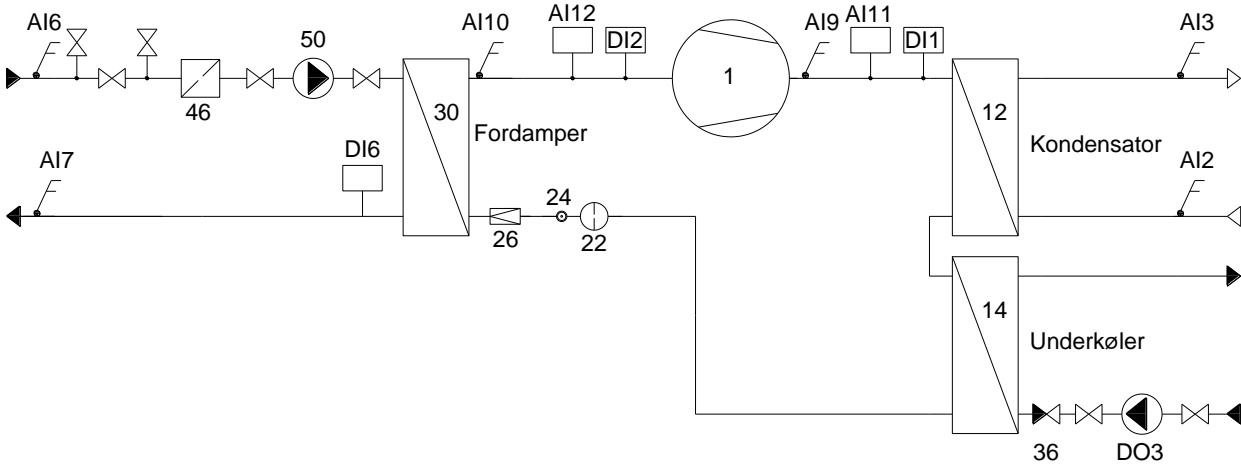 AI6
50
AI10
AI12
DI2
1
AI9
AI11
DI1
AI3
46
30
Fordamper
12
Kondensator
AI7
DI6
24
26
22
AI2
14
Underkøler
36
DO3